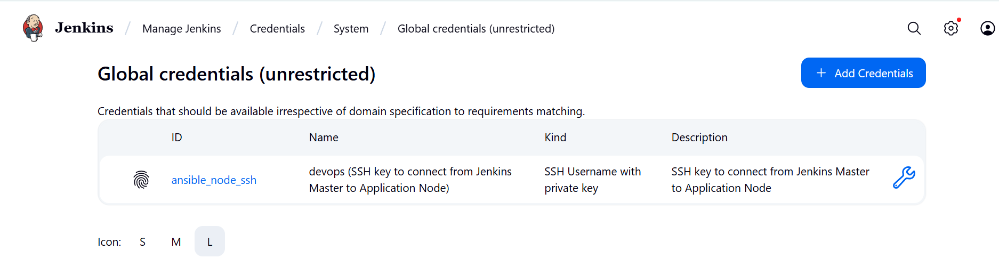 Jenkins / Manage Jenkins / Credentials / System / Global credentials (unrestricted)
Global credentials (unrestricted)
+ Add Credentials
Credentials that should be available irrespective of domain specification to requirements matching.
ID Name Kind Description
ansible_node_ssh
devops (SSH key to connect from Jenkins
Master to Application Node)
SSH Username with
private key
SSH key to connect from Jenkins Master
to Application Node
Icon: S M L